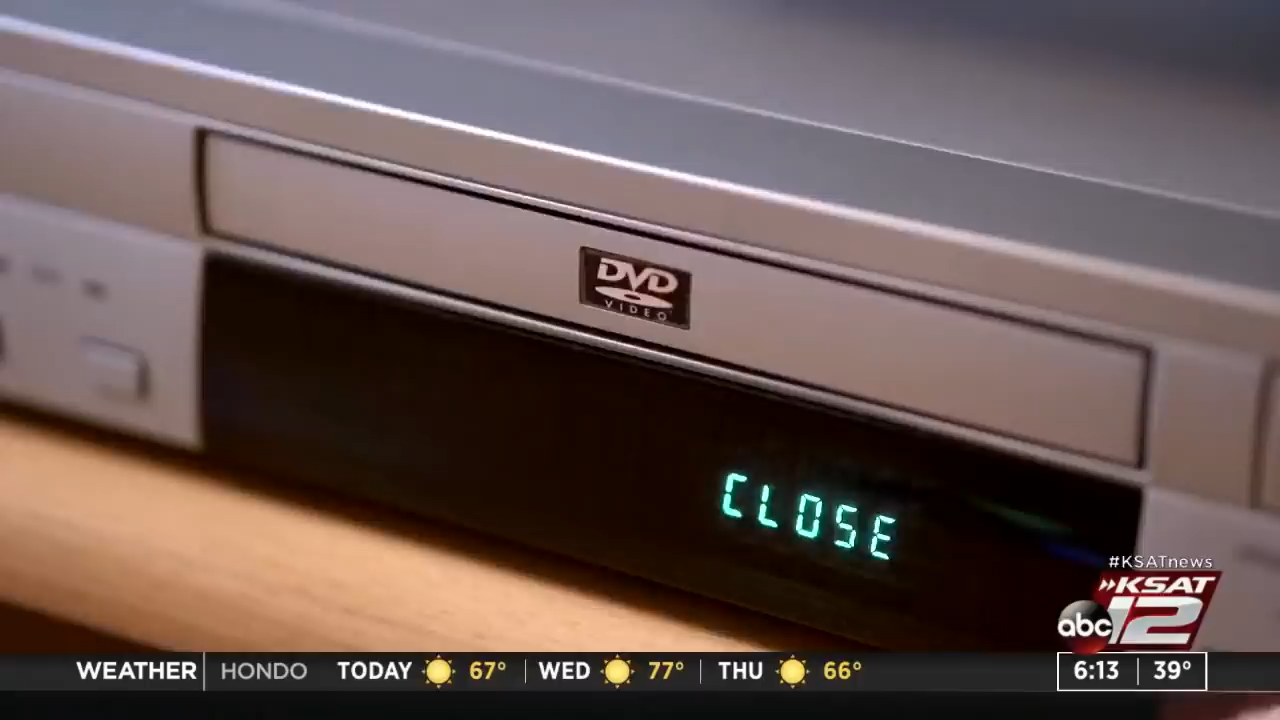 DVD
VIDEO
CLOSE
#KSATnews
KSAT
abc 12
WEATHER HONDO TODAY 67° WED 77° THU 66° 6:13 39°